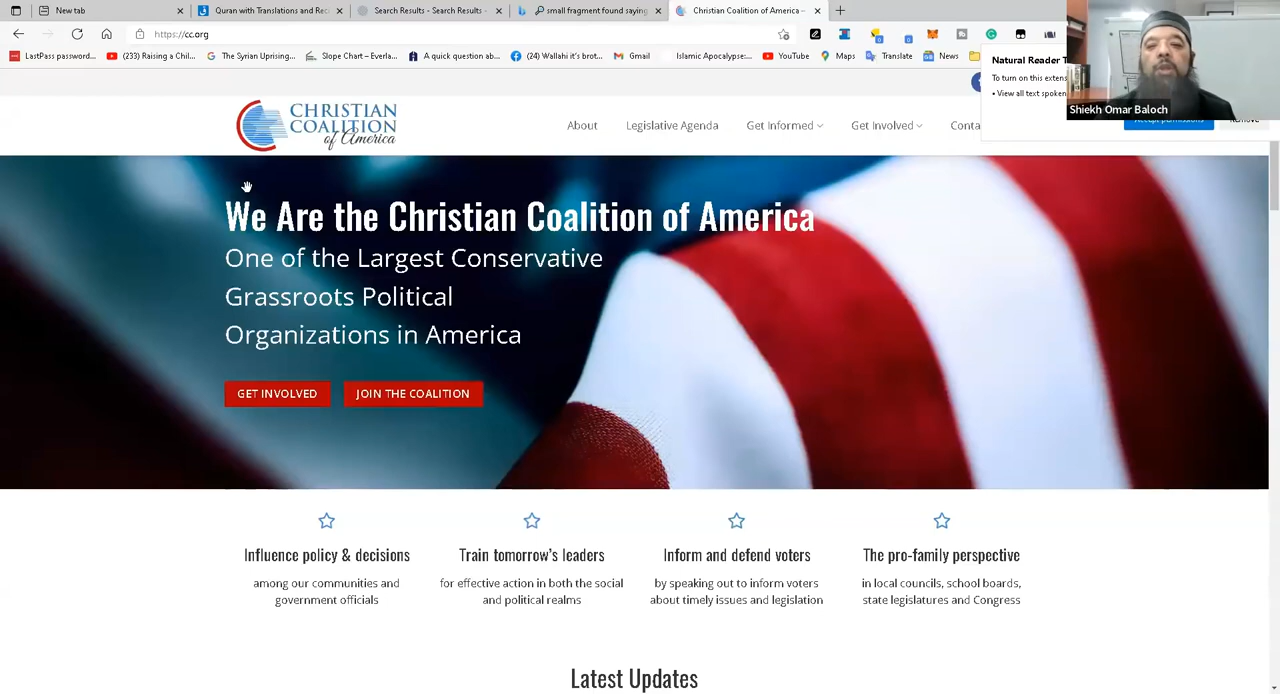 New tab
Quran with Translations and Rec
Search Results - Search Results -
small fragment found saying
Christian Coalition of America –
https://cc.org
LastPass password...
(233) Raising Chil...
The Syrian Uprising...
Slope Chart – Everla...
A quick question ab...
(24) Wallahi it's brot...
Gmail
Islamic Apocalypse:...
YouTube
Maps
Translate
News
Natural Reader T
To turn on this extens
• View all text spoken
Shiekh Omar Baloch
Accept permissions
Remove
CHRISTIAN
COALITION
of America
About
Legislative Agenda
Get Informed
Get Involved
Conta
We Are the Christian Coalition of America
One of the Largest Conservative
Grassroots Political
Organizations in America
GET INVOLVED
JOIN THE COALITION
Influence policy & decisions
among our communities and
government officials
Train tomorrow's leaders
for effective action in both the social
and political realms
Inform and defend voters
by speaking out to inform voters
about timely issues and legislation
The pro-family perspective
in local councils, school boards,
state legislatures and Congress
Latest Updates